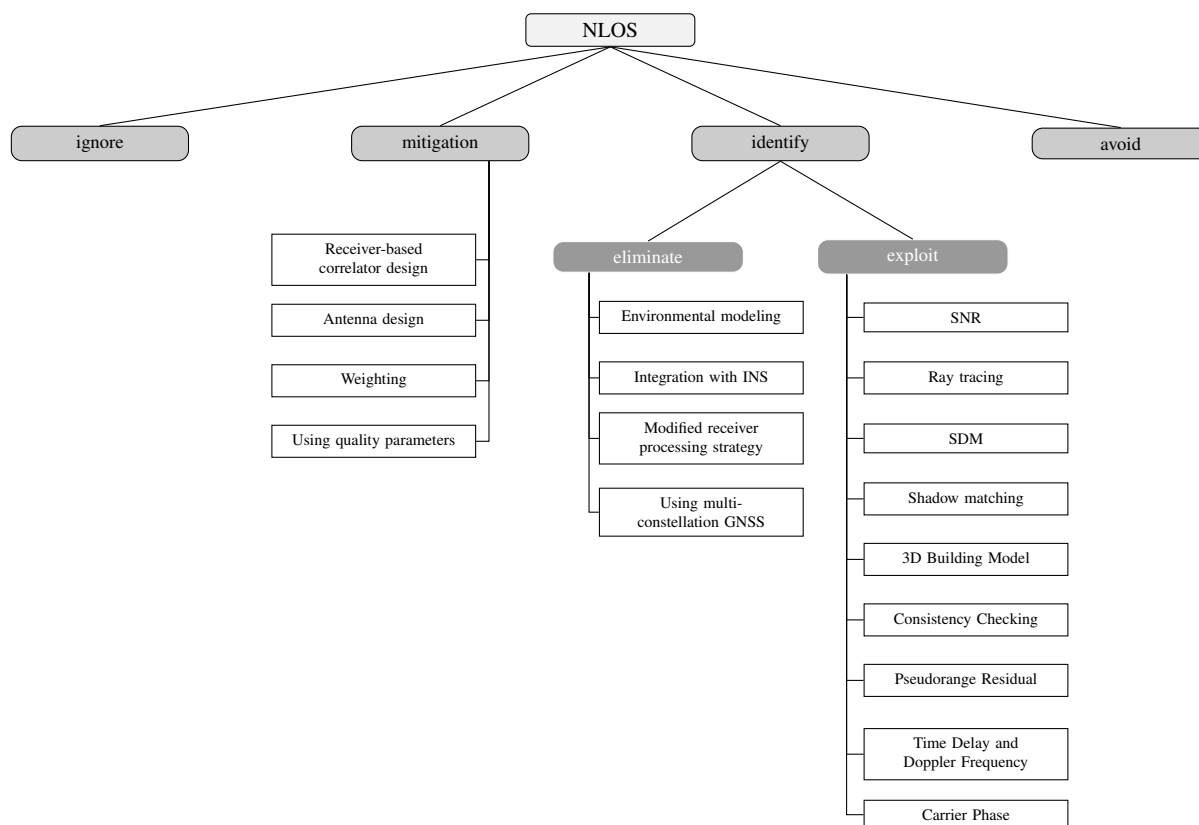 NLOS
ignore
mitigation
identify
avoid
Receiver-based
correlator design
Antenna design
Weighting
Using quality parameters
eliminate
Environmental modeling
Integration with INS
Modified receiver
processing strategy
Using multi-
constellation GNSS
exploit
SNR
Ray tracing
SDM
Shadow matching
3D Building Model
Consistency Checking
Pseudorange Residual
Time Delay and
Doppler Frequency
Carrier Phase